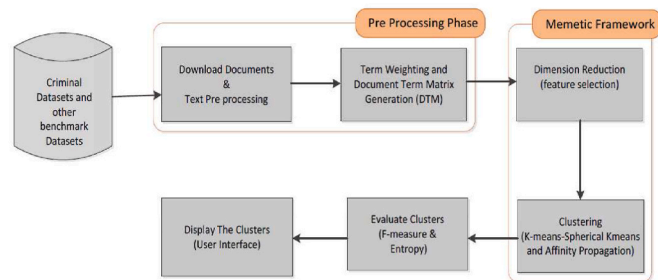 Pre Processing Phase
Memetic Framework
Criminal
Datasets and
other
benchmark
Datasets
Download Documents
&
Text Pre processing
Term Weighting and
Document Term Matrix
Generation (DTM)
Dimension Reduction
(feature selection)
Display The Clusters
(User Interface)
Evaluate Clusters
(F-measure &
Entropy)
Clustering
(K-means-Spherical Kmeans
and Affinity Propagation)